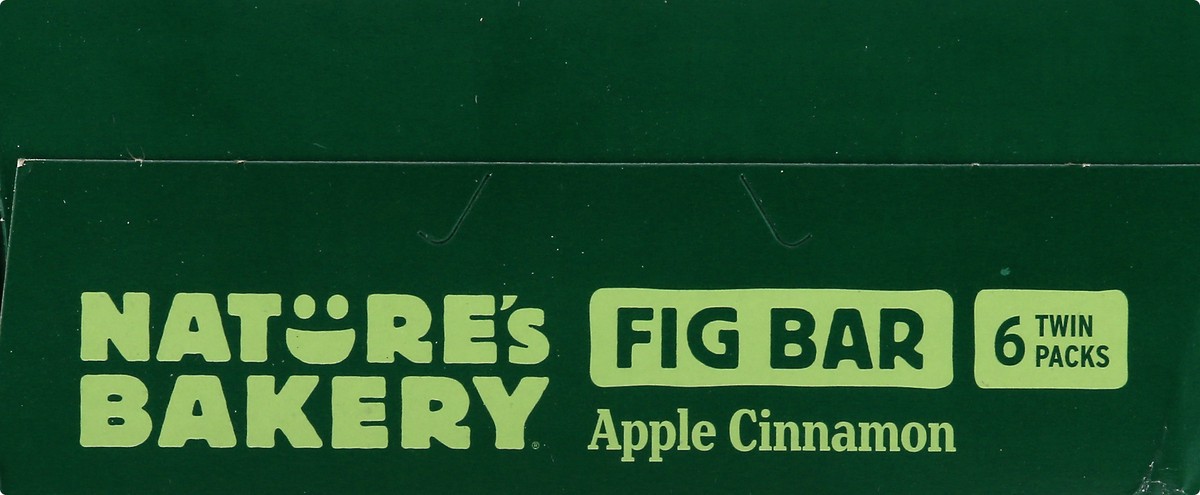 NATURE's
BAKERY®
FIG BAR
Apple Cinnamon
6 TWIN
PACKS